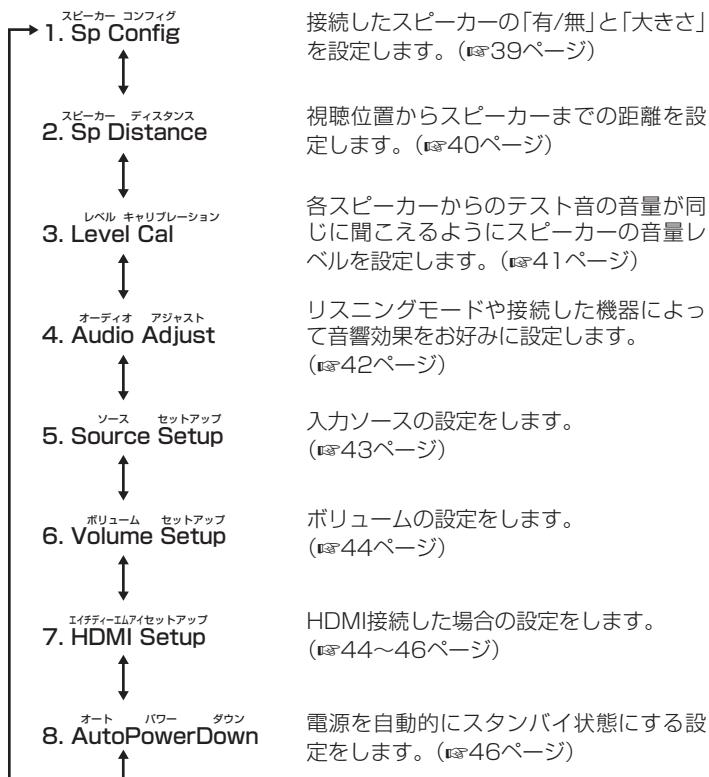 スピーカー コンフィグ
1. Sp Config
接続したスピーカーの「有/無」と「大きさ」
を設定します。(☞39ページ)
スピーカー ディスタンス
2. Sp Distance
視聴位置からスピーカーまでの距離を設
定します。(☞40ページ)
レベル キャリブレーション
3. Level Cal
各スピーカーからのテスト音の音量が同
じに聞こえるようにスピーカーの音量レ
ベルを設定します。(☞41ページ)
オーディオ アジャスト
4. Audio Adjust
リスニングモードや接続した機器によっ
て音響効果をお好みに設定します。
(☞42ページ)
ソース セットアップ
5. Source Setup
入力ソースの設定をします。
(☞43ページ)
ボリューム セットアップ
6. Volume Setup
ボリュームの設定をします。
(☞44ページ)
エイチディーエムアイセットアップ
7. HDMI Setup
HDMI接続した場合の設定をします。
(☞44〜46ページ)
オート パワー ダウン
8. AutoPowerDown
電源を自動的にスタンバイ状態にする設
定をします。(☞46ページ)